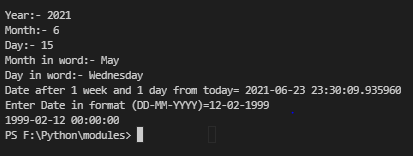 Year:- 2021
Month:- 6
Day:- 15
Month in word:- May
Day in word:- Wednesday
Date after 1 week and 1 day from today= 2021-06-23 23:30:09.935960
Enter Date in format (DD-MM-YYYY)=12-02-1999
1999-02-12 00:00:00
PS F:\Python\modules>